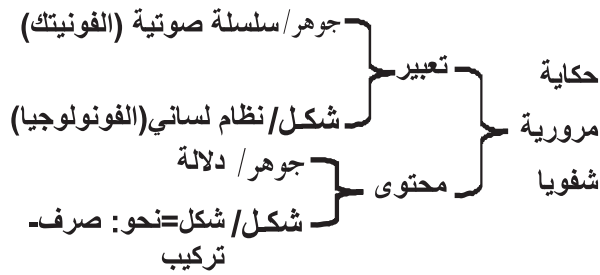 حكاية
مرورية
شفويا
تعبير
جوهر/سلسلة صوتية (الفونيتك)
شكل/نظام لساني(الفونولوجيا)
محتوى
جوهر/ دلالة
شكل/ شكل=نحو: صرف-
تركيب